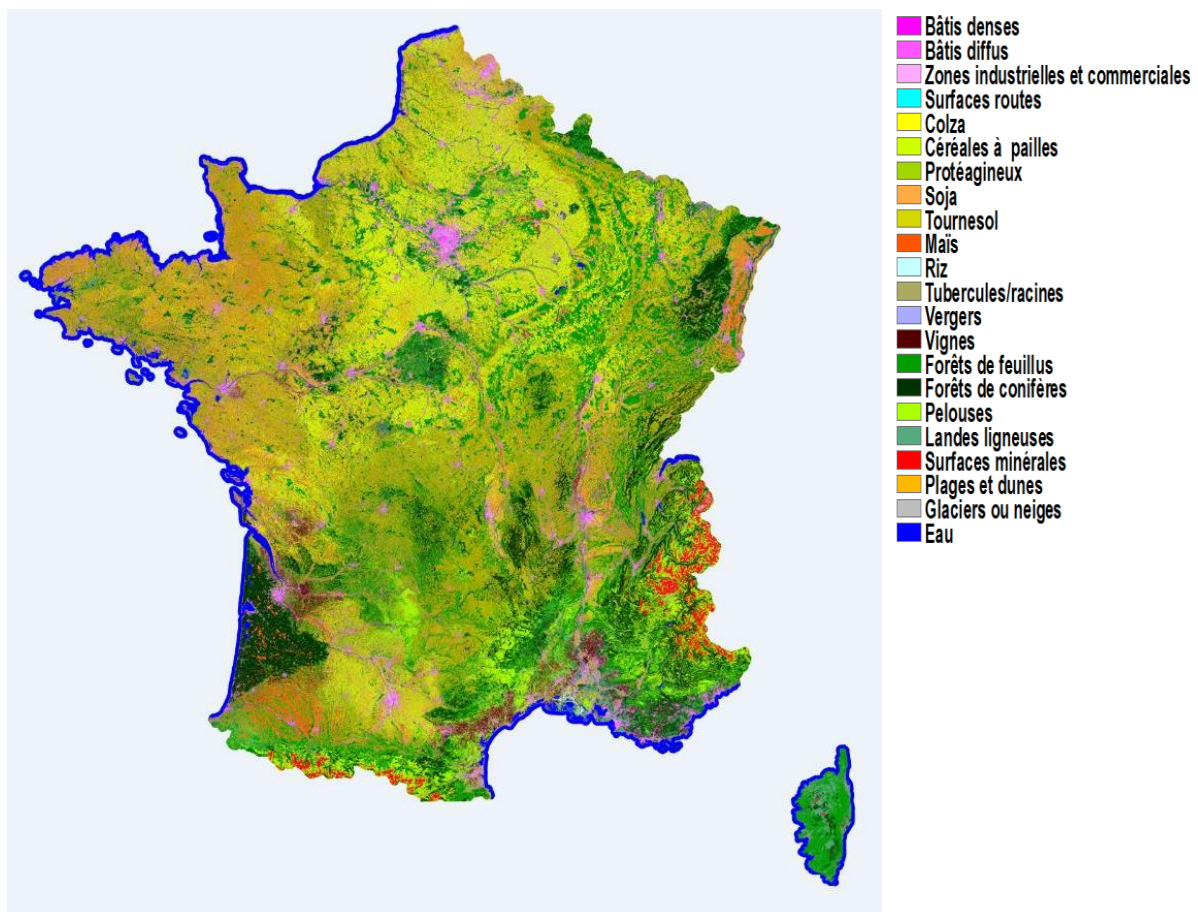 Bâtis denses
Bâtis diffus
Zones industrielles et commerciales
Surfaces routes
Colza
Céréales à pailles
Protéagineux
Soja
Tournesol
Maïs
Riz
Tubercules/racines
Vergers
Vignes
Forêts de feuillus
Forêts de conifères
Pelouses
Landes ligneuses
Surfaces minérales
Plages et dunes
Glaciers ou neiges
Eau